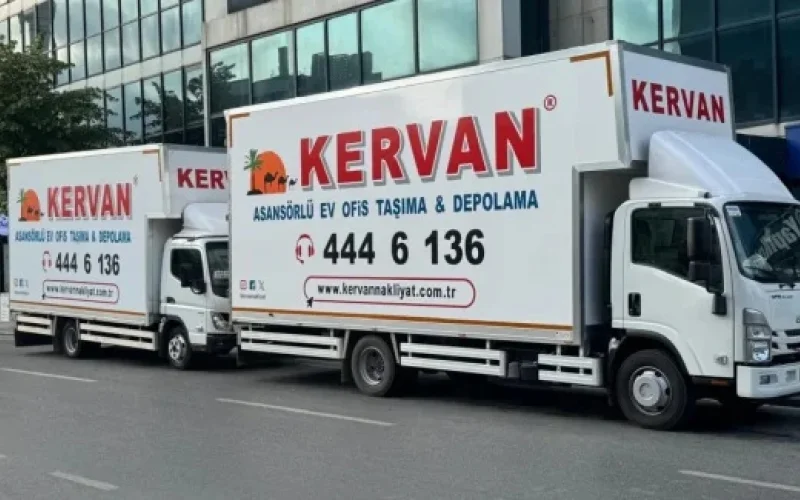 KERVAN
KERVAN®
ASANSÖRLÜ EV OFİS TAŞIMA & DEPOLAMA
444 6 136
www.kervannakliyat.com.tr
KERV
KERVAN
ASANSÖRLÜ EV OFİS TAŞIMA & DEPOLAMA
444 6 136
www.kervannakliyat.com.tr